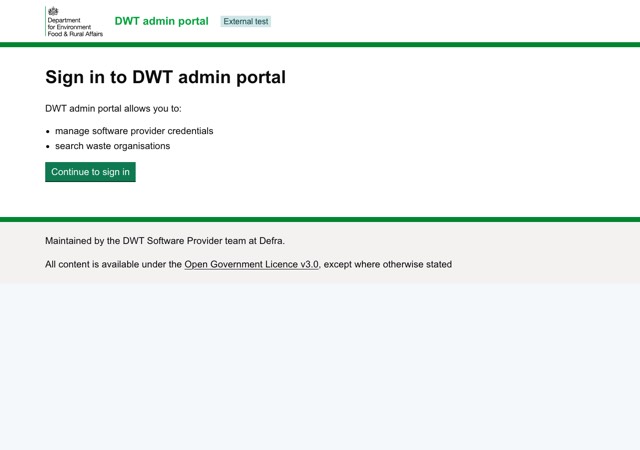 Department
for Environment
Food & Rural Affairs
DWT admin portal
External test
Sign in to DWT admin portal
DWT admin portal allows you to:
• manage software provider credentials
• search waste organisations
Continue to sign in
Maintained by the DWT Software Provider team at Defra.
All content is available under the Open Government Licence v3.0, except where otherwise stated